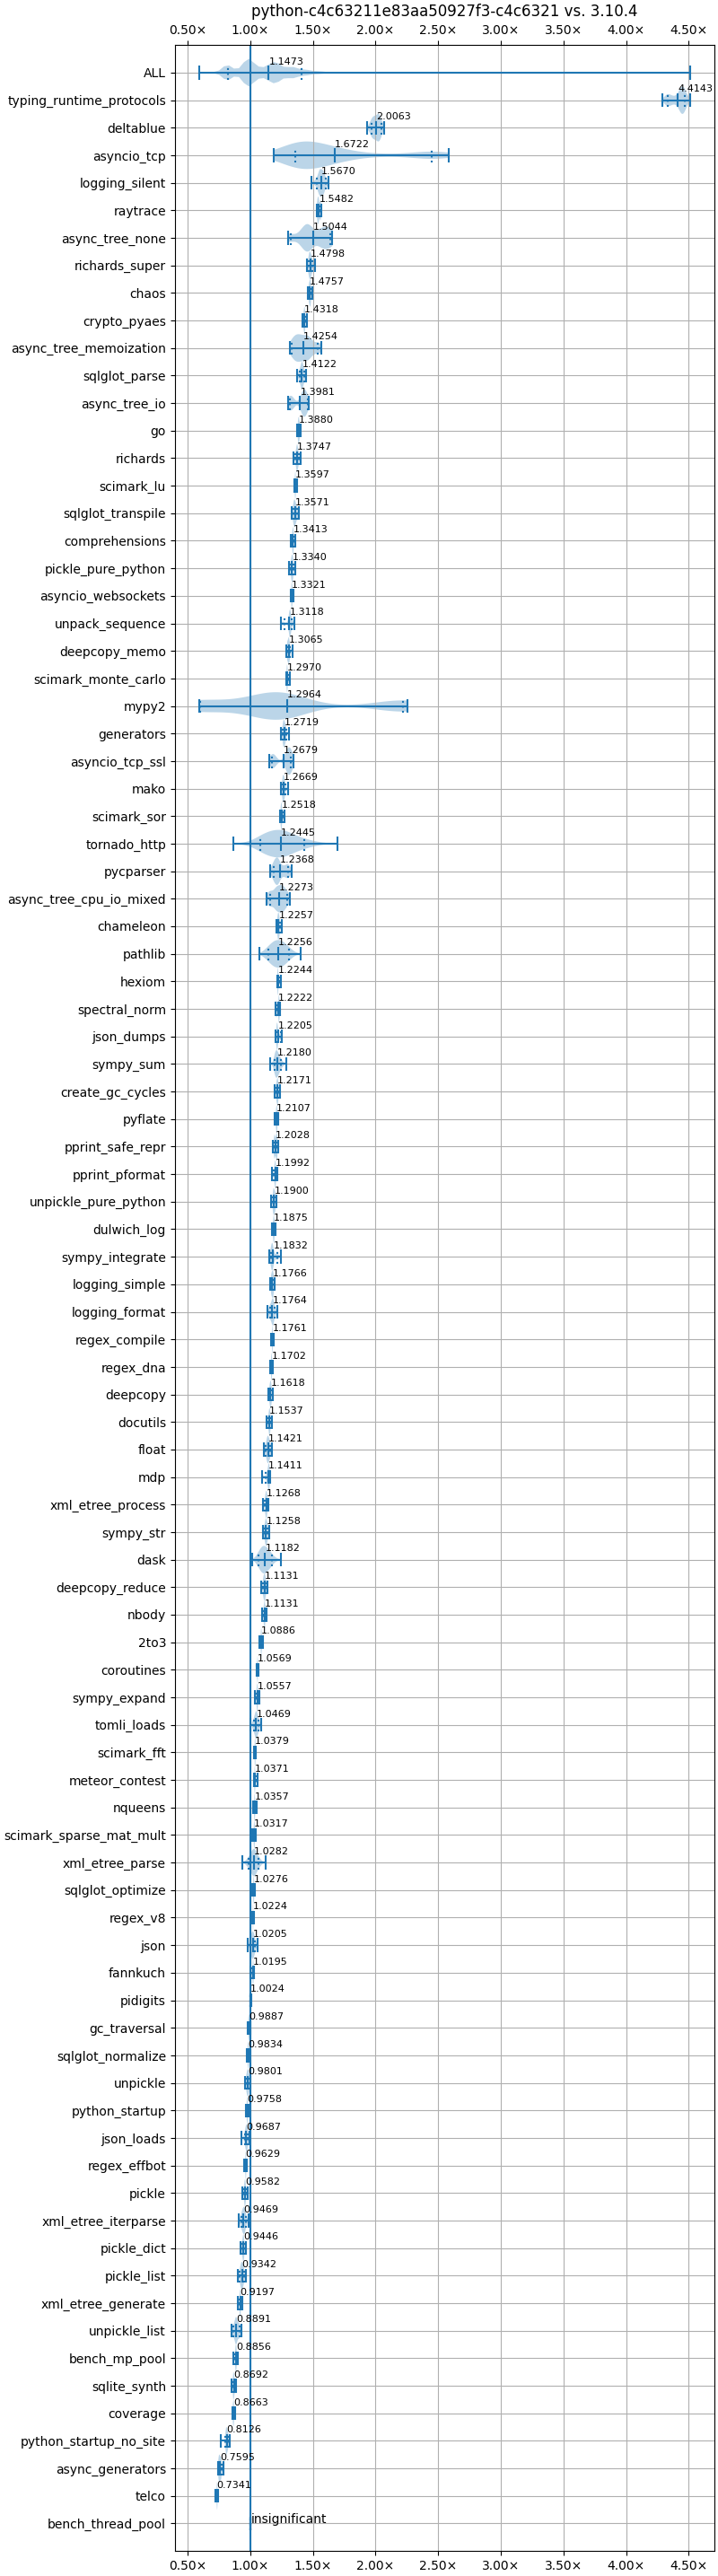 python-c4c63211e83aa50927f3-c4c6321 vs. 3.10.4
0.50× 1.00× 1.50× 2.00× 2.50× 3.00× 3.50× 4.00× 4.50×
ALL 1.1473
typing_runtime_protocols 4.4143
deltablue 2.0063
asyncio_tcp 1.6722
logging_silent 1.5670
raytrace 1.5482
async_tree_none 1.5044
richards_super 1.4798
chaos 1.4757
crypto_pyaes 1.4318
async_tree_memoization 1.4254
sqlglot_parse 1.4122
async_tree_io 1.3981
go 1.3880
richards 1.3747
scimark_lu 1.3597
sqlglot_transpile 1.3571
comprehensions 1.3413
pickle_pure_python 1.3340
asyncio_websockets 1.3321
unpack_sequence 1.3118
deepcopy_memo 1.3065
scimark_monte_carlo 1.2970
mypy2 1.2964
generators 1.2719
asyncio_tcp_ssl 1.2679
mako 1.2669
scimark_sor 1.2518
tornado_http 1.2445
pycparser 1.2368
async_tree_cpu_io_mixed 1.2273
chameleon 1.2257
pathlib 1.2256
hexiom 1.2244
spectral_norm 1.2222
json_dumps 1.2205
sympy_sum 1.2180
create_gc_cycles 1.2171
pyflate 1.2107
pprint_safe_repr 1.2028
pprint_pformat 1.1992
unpickle_pure_python 1.1900
dulwich_log 1.1875
sympy_integrate 1.1832
logging_simple 1.1766
logging_format 1.1764
regex_compile 1.1761
regex_dna 1.1702
deepcopy 1.1618
docutils 1.1537
float 1.1421
mdp 1.1411
xml_etree_process 1.1268
sympy_str 1.1258
dask 1.1182
deepcopy_reduce 1.1131
nbody 1.1131
2to3 1.0886
coroutines 1.0569
sympy_expand 1.0557
tomli_loads 1.0469
scimark_fft 1.0379
meteor_contest 1.0371
nqueens 1.0357
scimark_sparse_mat_mult 1.0317
xml_etree_parse 1.0282
sqlglot_optimize 1.0276
regex_v8 1.0224
json 1.0205
fannkuch 1.0195
pidigits 1.0024
gc_traversal 0.9887
sqlglot_normalize 0.9834
unpickle 0.9801
python_startup 0.9758
json_loads 0.9687
regex_effbot 0.9629
pickle 0.9582
xml_etree_iterparse 0.9469
pickle_dict 0.9446
pickle_list 0.9342
xml_etree_generate 0.9197
unpickle_list 0.8891
bench_mp_pool 0.8856
sqlite_synth 0.8692
coverage 0.8663
python_startup_no_site 0.8126
async_generators 0.7595
telco 0.7341
bench_thread_pool insignificant
0.50× 1.00× 1.50× 2.00× 2.50× 3.00× 3.50× 4.00× 4.50×